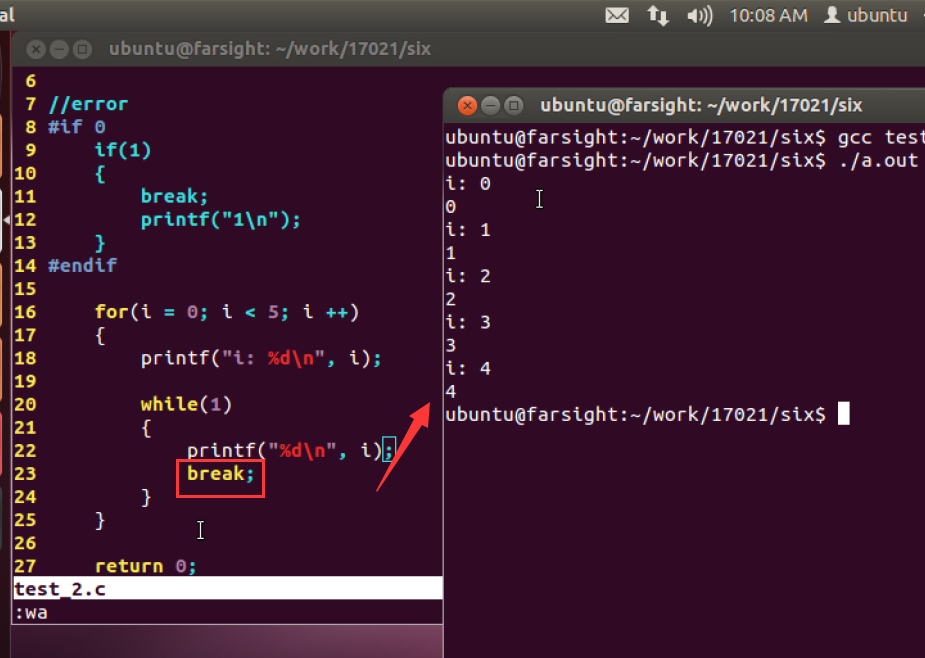 al
10:08 AM ubuntu
ubuntu@farsight: ~/work/17021/six
6
7 //error
8 #if 0
9 if(1)
10 {
11 break;
12 printf("1\n");
13 }
14 #endif
15
16 for(i = 0; i < 5; i ++)
17 {
18 printf("i: %d\n", i);
19
20 while(1)
21 {
22 printf("%d\n", i);
23 break;
24 }
25 }
26
27 return 0;
test_2.c
:wa
ubuntu@farsight: ~/work/17021/six
ubuntu@farsight:~/work/17021/six$ gcc test
ubuntu@farsight:~/work/17021/six$ ./a.out
i: 0
0
i: 1
1
i: 2
2
i: 3
3
i: 4
4
ubuntu@farsight:~/work/17021/six$